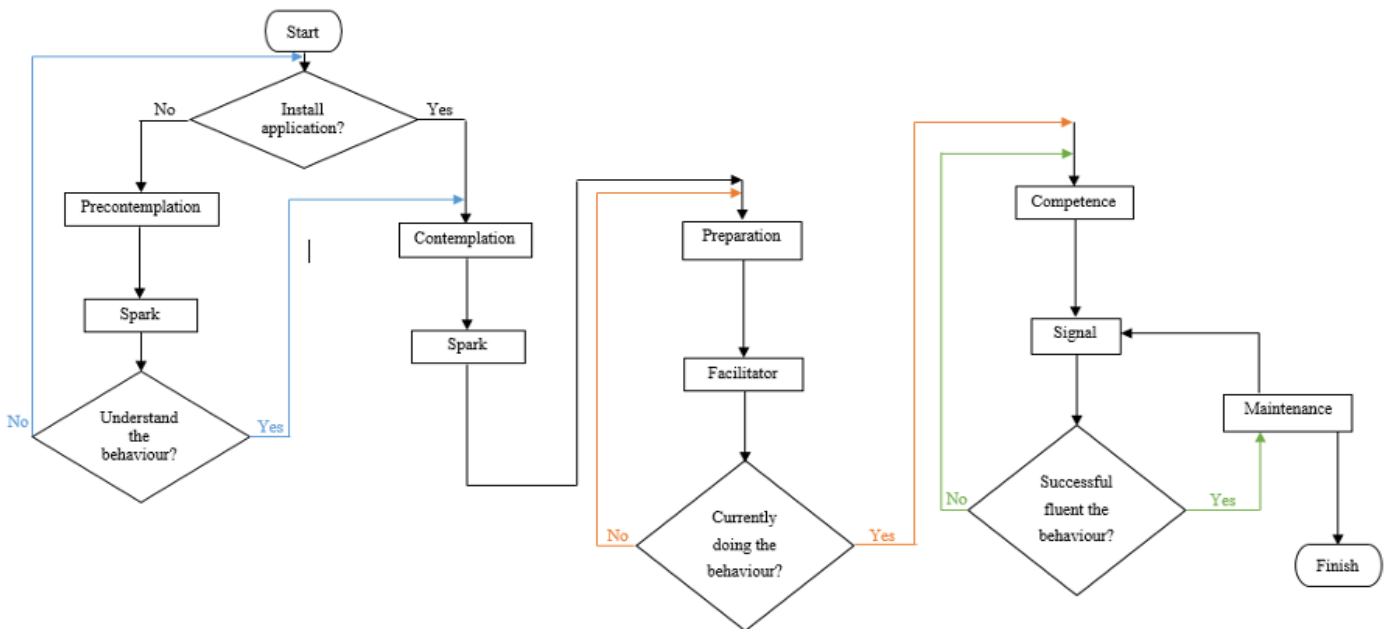 Start
Install
application?
No
Yes
Precontemplation
Spark
Understand
the
behaviour?
No
Yes
Contemplation
Spark
Preparation
Facilitator
Currently
doing the
behaviour?
No
Yes
Competence
Signal
Successful
fluent the
behaviour?
No
Yes
Maintenance
Finish